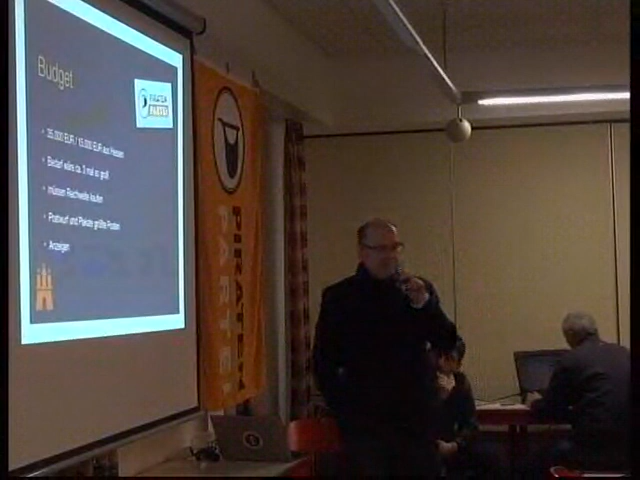 Budget
PIRATEN
PARTEI
• 35.000 EUR / 15.000 EUR aus Hessen
• Bedarf wäre ca. 3 mal so groß
• müssen Reichweite kaufen
• Postwurf und Plakate größte Posten
• Anzeigen
PIRATEN
PARTEI